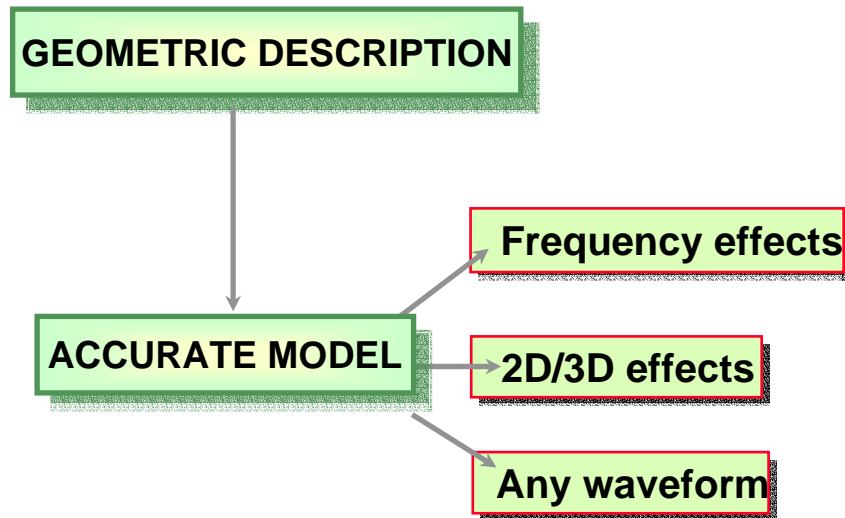 GEOMETRIC DESCRIPTION
Frequency effects
ACCURATE MODEL
2D/3D effects
Any waveform